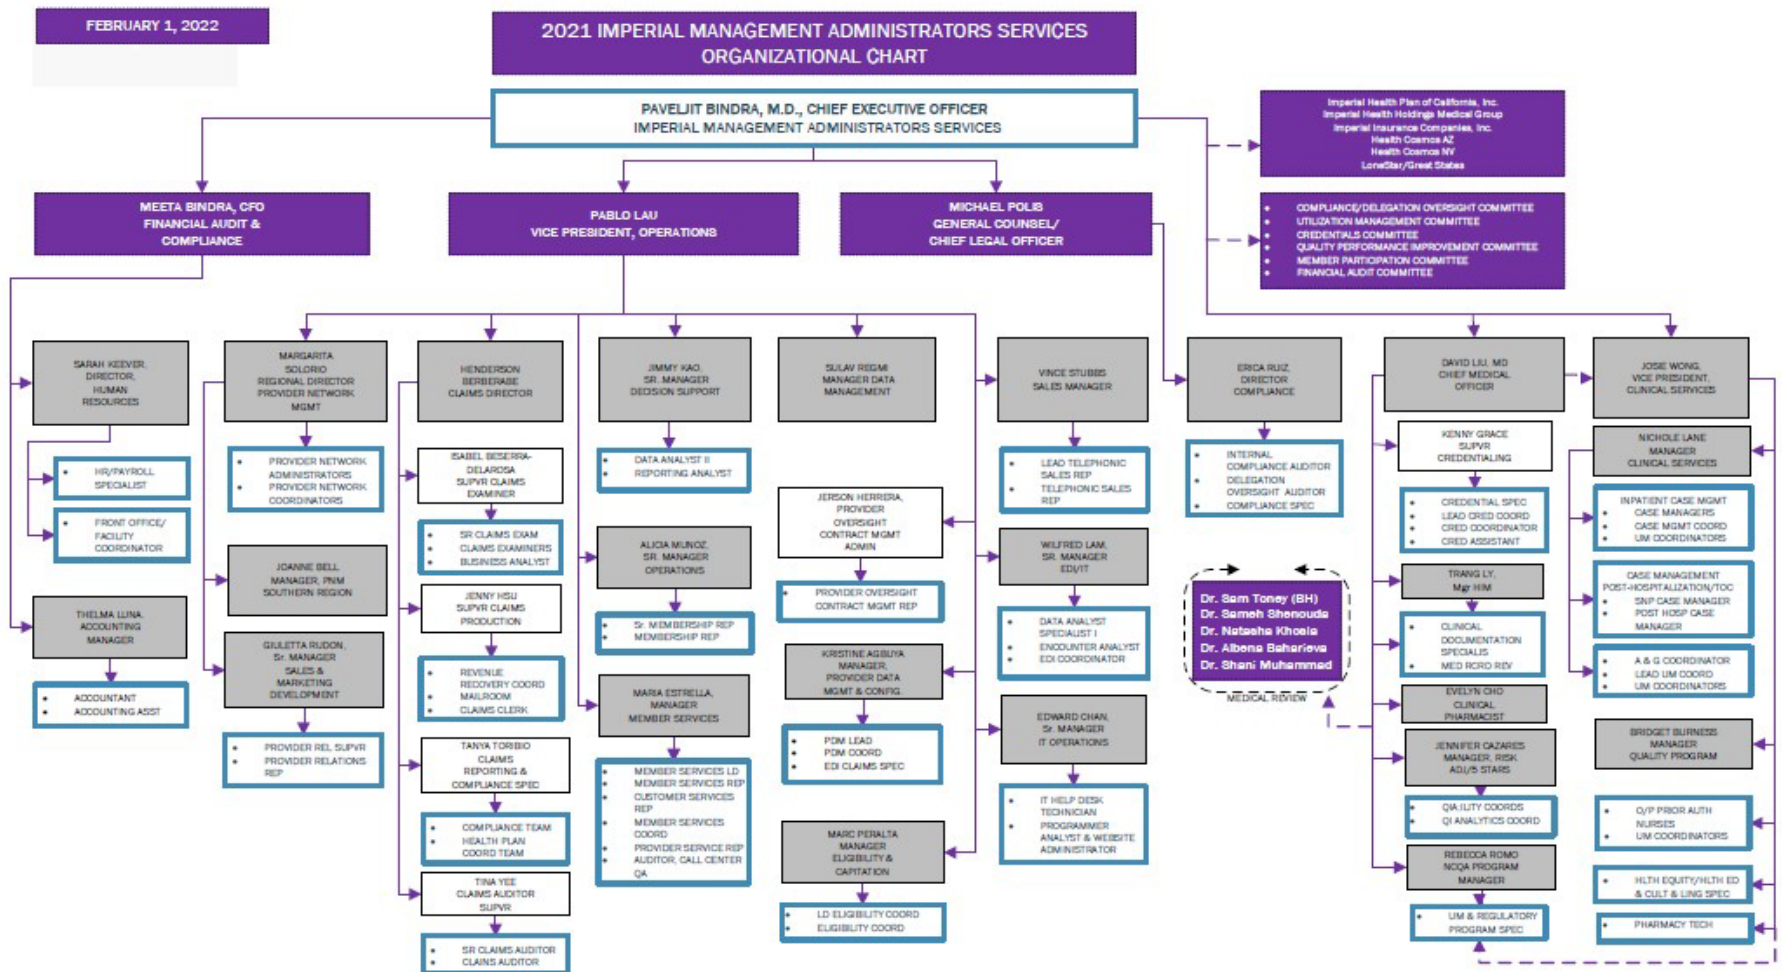 FEBRUARY 1, 2022
2021 IMPERIAL MANAGEMENT ADMINISTRATORS SERVICES
ORGANIZATIONAL CHART
PAVELJIT BINDRA, M.D., CHIEF EXECUTIVE OFFICER
IMPERIAL MANAGEMENT ADMINISTRATORS SERVICES
Imperial Health Plan of California, Inc.
Imperial Health Holdings Medical Group
Imperial Insurance Companies, Inc.
Health Cosmos AZ
Health Cosmos NV
LoneStar/Great States
MEETA BINDRA, CFO
FINANCIAL AUDIT &
COMPLIANCE
PABLO LAU
VICE PRESIDENT, OPERATIONS
MICHAEL POLIS
GENERAL COUNSEL/
CHIEF LEGAL OFFICER
• COMPLIANCE/DELEGATION OVERSIGHT COMMITTEE
• UTILIZATION MANAGEMENT COMMITTEE
• CREDENTIALS COMMITTEE
• QUALITY PERFORMANCE IMPROVEMENT COMMITTEE
• MEMBER PARTICIPATION COMMITTEE
• FINANCIAL AUDIT COMMITTEE
SARAH KEEVER,
DIRECTOR,
HUMAN
RESOURCES
• HR/PAYROLL
SPECIALIST
• FRONT OFFICE/
FACILITY
COORDINATOR
THELMA LUNA,
ACCOUNTING
MANAGER
• ACCOUNTANT
• ACCOUNTING ASST
MARGARITA
SOLORIO
REGIONAL DIRECTOR
PROVIDER NETWORK
MGMT
• PROVIDER NETWORK
ADMINISTRATORS
• PROVIDER NETWORK
COORDINATORS
JOANNE BELL
MANAGER, PNM
SOUTHERN REGION
GIULETTA RUDON,
Sr. MANAGER
SALES &
MARKETING
DEVELOPMENT
• PROVIDER REL SUPVR
• PROVIDER RELATIONS
REP
HENDERSON
BERBERABE
CLAIMS DIRECTOR
ISABEL BESERRA-
DELAROSA
SUPVR CLAIMS
EXAMINER
• SR CLAIMS EXAM
• CLAIMS EXAMINERS
• BUSINESS ANALYST
JENNY HSU
SUPVR CLAIMS
PRODUCTION
• REVENUE
RECOVERY COORD
• MAILROOM
• CLAIMS CLERK
TANYA TORIBIO
CLAIMS
REPORTING &
COMPLIANCE SPEC
• COMPLIANCE TEAM
• HEALTH PLAN
COORD TEAM
TINA YEE
CLAIMS AUDITOR
SUPVR
• SR CLAIMS AUDITOR
• CLAINS AUDITOR
JIMMY KAO,
SR. MANAGER
DECISION SUPPORT
• DATA ANALYST II
• REPORTING ANALYST
ALICIA MUNOZ,
SR. MANAGER
OPERATIONS
• Sr. MEMBERSHIP REP
• MEMBERSHIP REP
MARIA ESTRELLA,
MANAGER
MEMBER SERVICES
• MEMBER SERVICES LD
• MEMBER SERVICES REP
• CUSTOMER SERVICES
REP
• MEMBER SERVICES
COORD
• PROVIDER SERVICE REP
• AUDITOR, CALL CENTER
QA
SULAV REGMI
MANAGER DATA
MANAGEMENT
JERSON HERRERA,
PROVIDER
OVERSIGHT
CONTRACT MGMT
ADMIN
• PROVIDER OVERSIGHT
CONTRACT MGMT REP
KRISTINE AGBUYA
MANAGER,
PROVIDER DATA
MGMT & CONFIG.
• PDM LEAD
• PDM COORD
• EDI CLAIMS SPEC
MARC PERALTA
MANAGER
ELIGIBILITY &
CAPITATION
• LD ELIGIBILITY COORD
• ELIGIBILITY COORD
VINCE STUBBS
SALES MANAGER
• LEAD TELEPHONIC
SALES REP
• TELEPHONIC SALES
REP
WILFRED LAM,
SR. MANAGER
EDI/IT
• DATA ANALYST
SPECIALIST I
• ENCOUNTER ANALYST
• EDI COORDINATOR
EDWARD CHAN,
Sr. MANAGER
IT OPERATIONS
• IT HELP DESK
TECHNICIAN
• PROGRAMMER
ANALYST & WEBSITE
ADMINISTRATOR
ERICA RUIZ,
DIRECTOR
COMPLIANCE
• INTERNAL
COMPLIANCE AUDITOR
• DELEGATION
OVERSIGHT AUDITOR
• COMPLIANCE SPEC
Dr. Sam Toney (BH)
Dr. Sameh Shenouda
Dr. Natasha Khosla
Dr. Albena Baharieva
Dr. Shani Muhammad
MEDICAL REVIEW
DAVID LIU, MD
CHIEF MEDICAL
OFFICER
KENNY GRACE
SUPVR
CREDENTIALING
• CREDENTIAL SPEC
• LEAD CRED COORD
• CRED COORDINATOR
• CRED ASSISTANT
TRANG LY,
Mgr HIM
• CLINICAL
DOCUMENTATION
SPECIALIS
• MED RCRD REV
EVELYN CHO
CLINICAL
PHARMACIST
JENNIFER CAZARES
MANAGER, RISK
ADJ/5 STARS
• QIA:ILITY COORDS
• QI ANALYTICS COORD
REBECCA ROMO
NCQA PROGRAM
MANAGER
• UM & REGULATORY
PROGRAM SPEC
JOSIE WONG,
VICE PRESIDENT,
CLINICAL SERVICES
NICHOLE LANE
MANAGER
CLINICAL SERVICES
INPATIENT CASE MGMT
• CASE MANAGERS
• CASE MGMT COORD
• UM COORDINATORS
CASE MANAGEMENT
POST-HOSPITALIZATION/TOC
• SNP CASE MANAGER
• POST HOSP CASE
MANAGER
• A & G COORDINATOR
• LEAD UM COORD
• UM COORDINATORS
BRIDGET BURNESS
MANAGER
QUALITY PROGRAM
• O/P PRIOR AUTH
NURSES
• UM COORDINATORS
• HLTH EQUITY/HLTH ED
& CULT & LING SPEC
• PHARMACY TECH